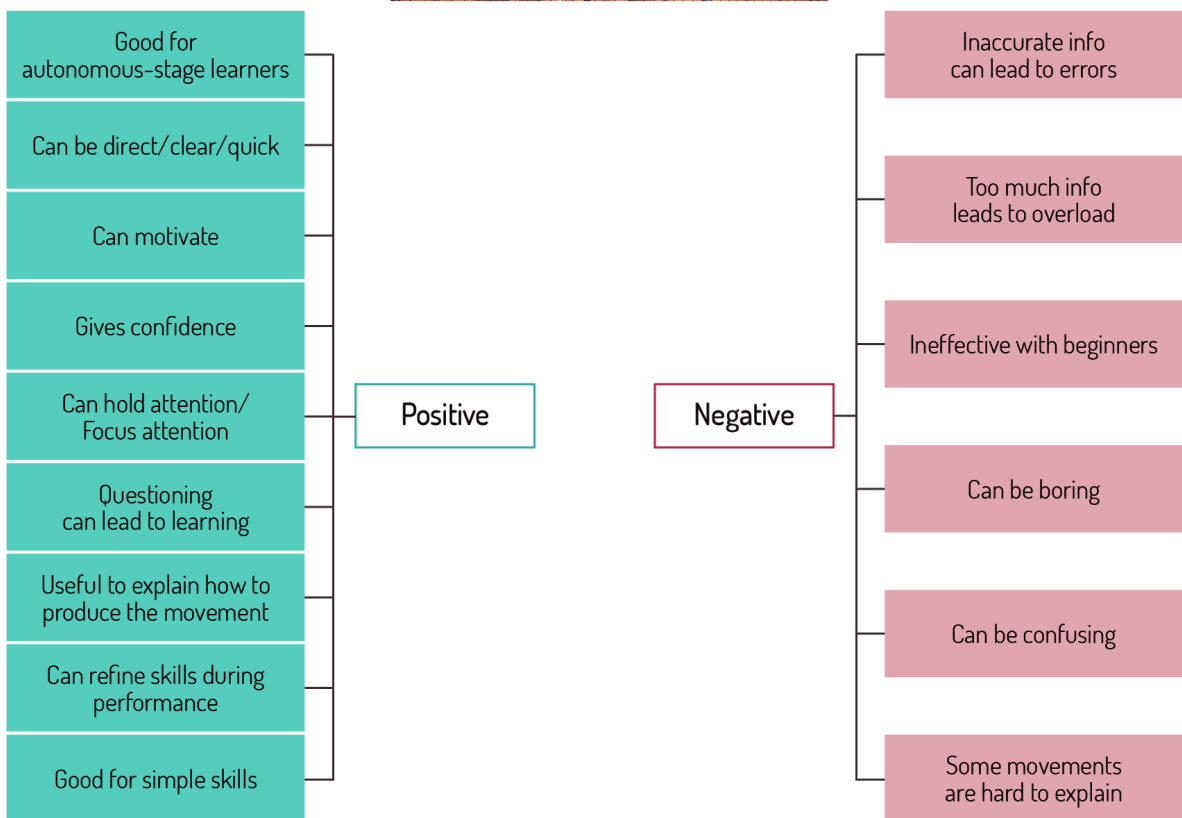 Good for
autonomous-stage learners
Can be direct/clear/quick
Can motivate
Gives confidence
Can hold attention/
Focus attention
Questioning
can lead to learning
Useful to explain how to
produce the movement
Can refine skills during
performance
Good for simple skills
Positive
Negative
Inaccurate info
can lead to errors
Too much info
leads to overload
Ineffective with beginners
Can be boring
Can be confusing
Some movements
are hard to explain